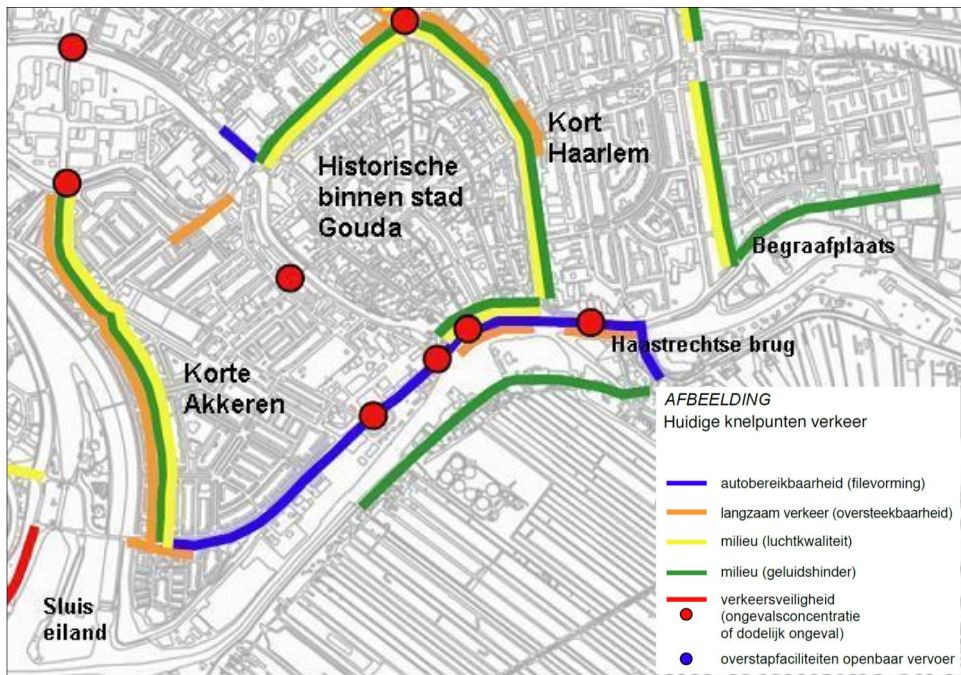 Kort
Haarlem
Historische
binnen stad
Gouda
Begraafplaats
Haastrechtse brug
Korte
Akkeren
Sluis
eiland
AFBEELDING
Huidige knelpunten verkeer
autobereikbaarheid (filevorming)
langzaam verkeer (oversteekbaarheid)
milieu (luchtkwaliteit)
milieu (geluidshinder)
verkeersveiligheid
(ongevalsconcentratie
of dodelijk ongeval)
overstapfaciliteiten openbaar vervoer